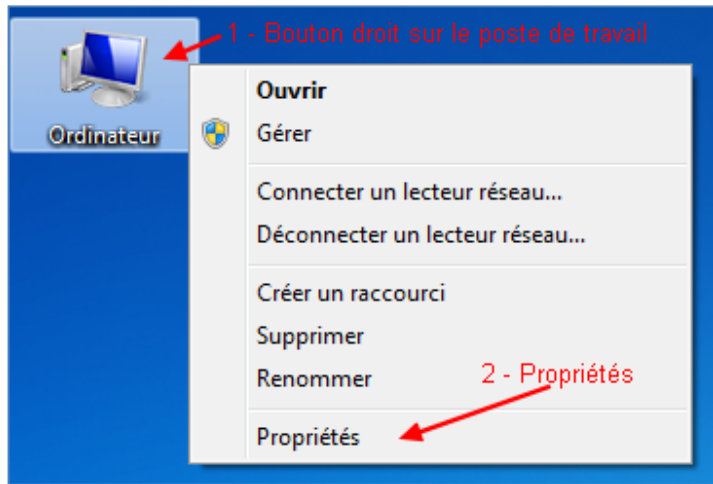 1 - Bouton droit sur le poste de travail
Ordinateur
Ouvrir
Gérer
Connecter un lecteur réseau...
Déconnecter un lecteur réseau...
Créer un raccourci
Supprimer
Renommer
2 - Propriétés
Propriétés